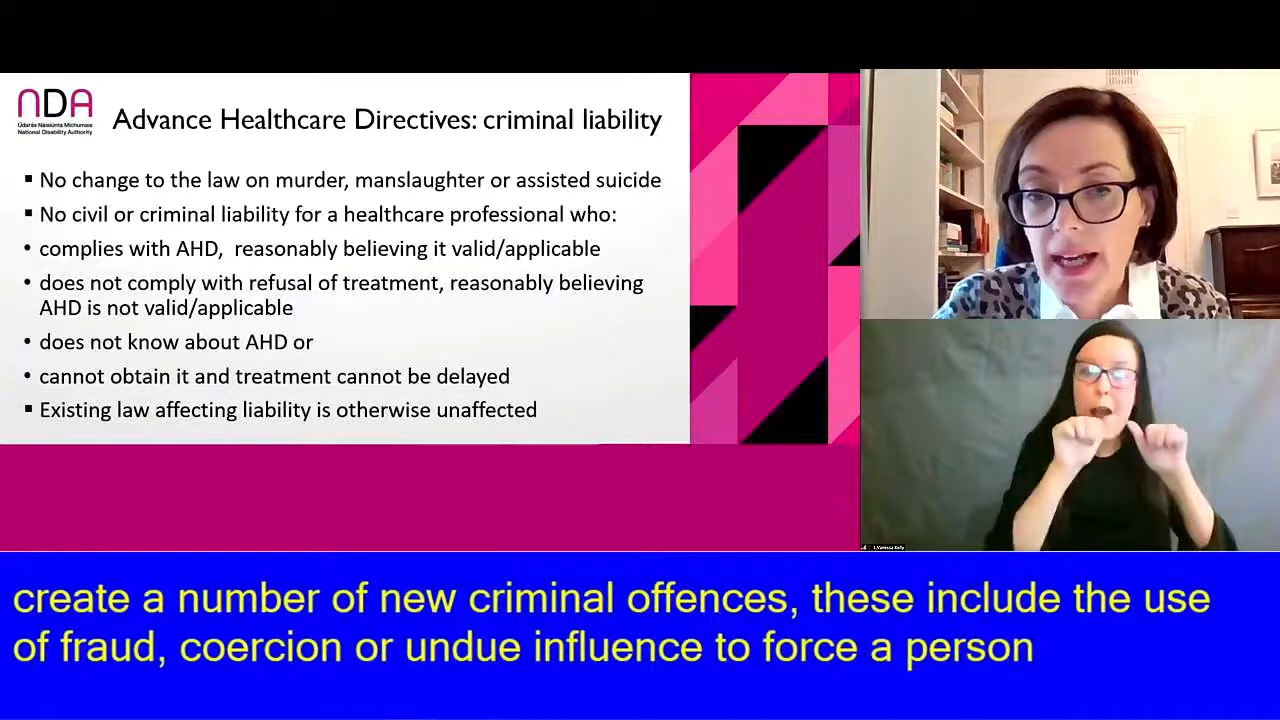 NDA
Údarás Náisiúnta Míchumais
National Disability Authority
Advance Healthcare Directives: criminal liability
▪ No change to the law on murder, manslaughter or assisted suicide
▪ No civil or criminal liability for a healthcare professional who:
• complies with AHD, reasonably believing it valid/applicable
• does not comply with refusal of treatment, reasonably believing
AHD is not valid/applicable
• does not know about AHD or
• cannot obtain it and treatment cannot be delayed
▪ Existing law affecting liability is otherwise unaffected
Vanessa Kelly
create a number of new criminal offences, these include the use
of fraud, coercion or undue influence to force a person